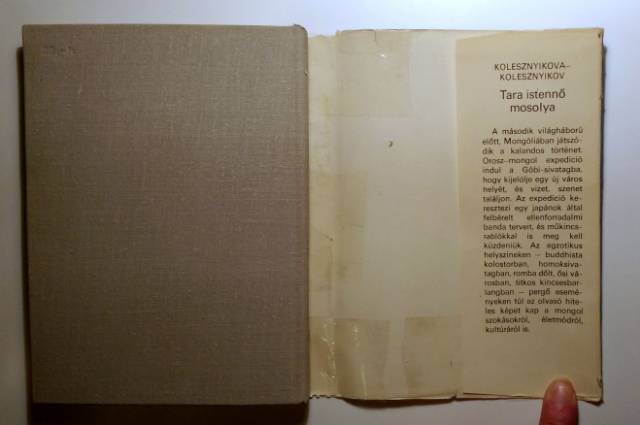 KOLESZNYIKOVA–
KOLESZNYIKOV
Tara istennő
mosolya
A második világháború
előtt, Mongóliában játszó-
dik a kalandos történet.
Orosz–mongol expedíció
indul a Góbi-sivatagba,
hogy kijelölje egy új város
helyét, és vizet, szenet
találjon. Az expedíció ke-
resztezi egy japánok által
felbérelt ellenforradalmi
banda terveit, és műkincs-
rablókkal is meg kell
küzdeniük. Az egzotikus
helyszíneken – buddhista
kolostorban, homoksiva-
tagban, romba dőlt, ősi vá-
rosban, titkos kincsesbar-
langban – pergő esemé-
nyeken túl az olvasó hite-
les képet kap a mongol
szokásokról, életmódról,
kultúráról is.